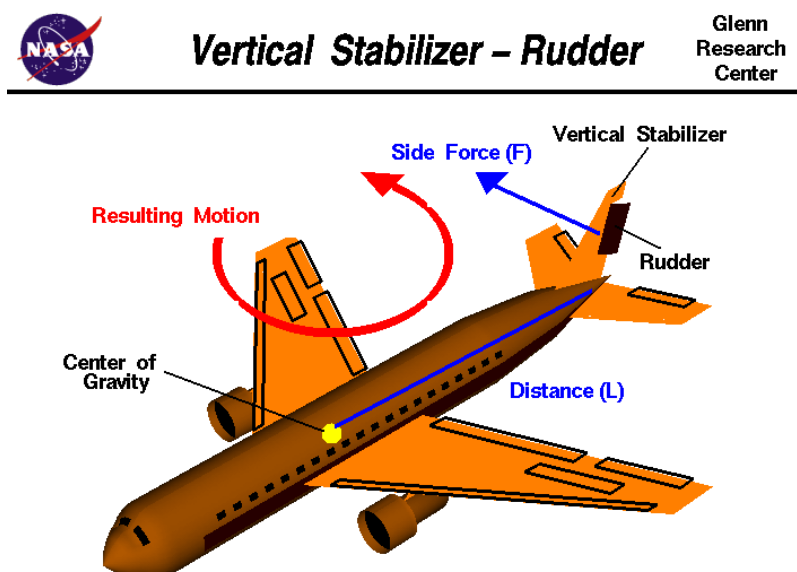 NASA
Vertical Stabilizer – Rudder
Glenn
Research
Center
Vertical Stabilizer
Side Force (F)
Resulting Motion
Rudder
Center of
Gravity
Distance (L)